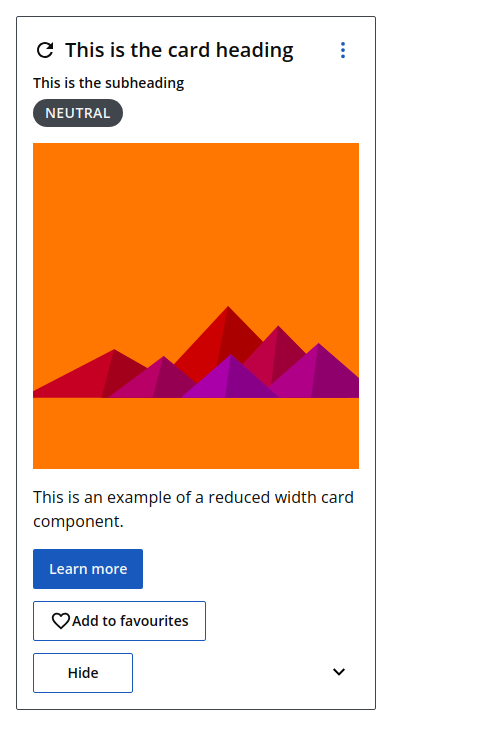 This is the card heading
This is the subheading
NEUTRAL
This is an example of a reduced width card
component.
Learn more
Add to favourites
Hide